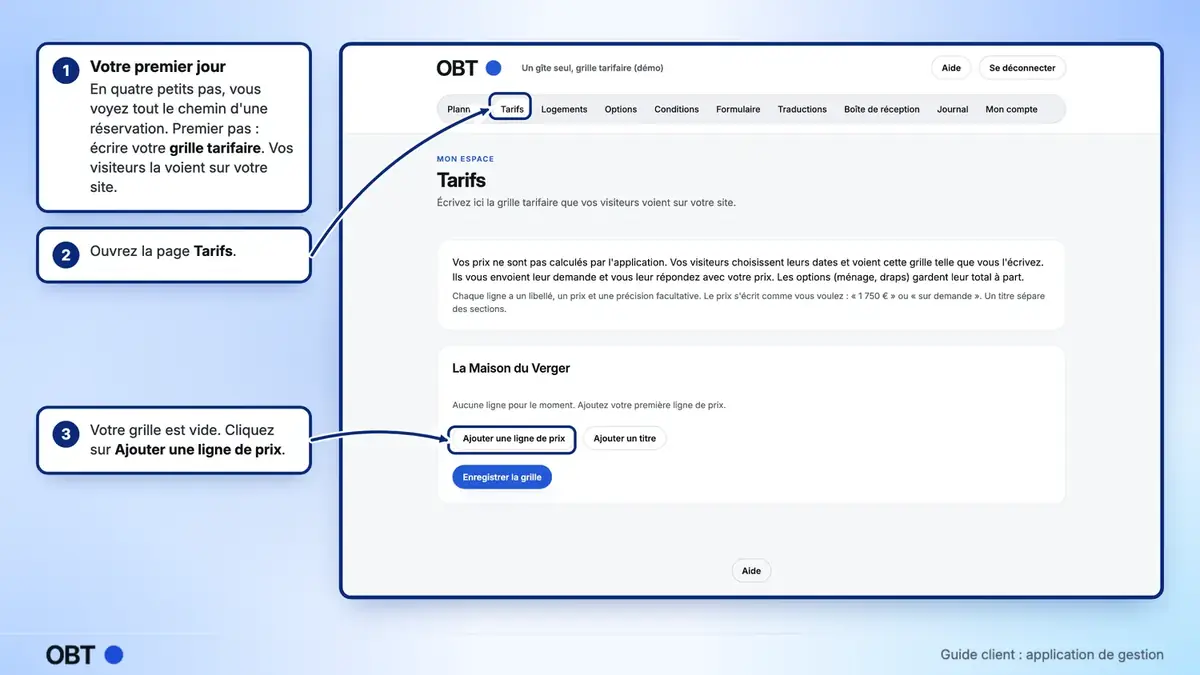 1
Votre premier jour
En quatre petits pas, vous
voyez tout le chemin d'une
réservation. Premier pas :
écrire votre grille tarifaire. Vos
visiteurs la voient sur votre
site.
2
Ouvrez la page Tarifs.
3
Votre grille est vide. Cliquez
sur Ajouter une ligne de prix.
OBT
Un gîte seul, grille tarifaire (démo)
Aide
Se déconnecter
Plann
Tarifs
Logements
Options
Conditions
Formulaire
Traductions
Boîte de réception
Journal
Mon compte
MON ESPACE
Tarifs
Écrivez ici la grille tarifaire que vos visiteurs voient sur votre site.
Vos prix ne sont pas calculés par l'application. Vos visiteurs choisissent leurs dates et voient cette grille telle que vous l'écrivez.
Ils vous envoient leur demande et vous leur répondez avec votre prix. Les options (ménage, draps) gardent leur total à part.
Chaque ligne a un libellé, un prix et une précision facultative. Le prix s'écrit comme vous voulez : « 1 750 € » ou « sur demande ». Un titre sépare
des sections.
La Maison du Verger
Aucune ligne pour le moment. Ajoutez votre première ligne de prix.
Ajouter une ligne de prix
Ajouter un titre
Enregistrer la grille
Aide
OBT
Guide client : application de gestion